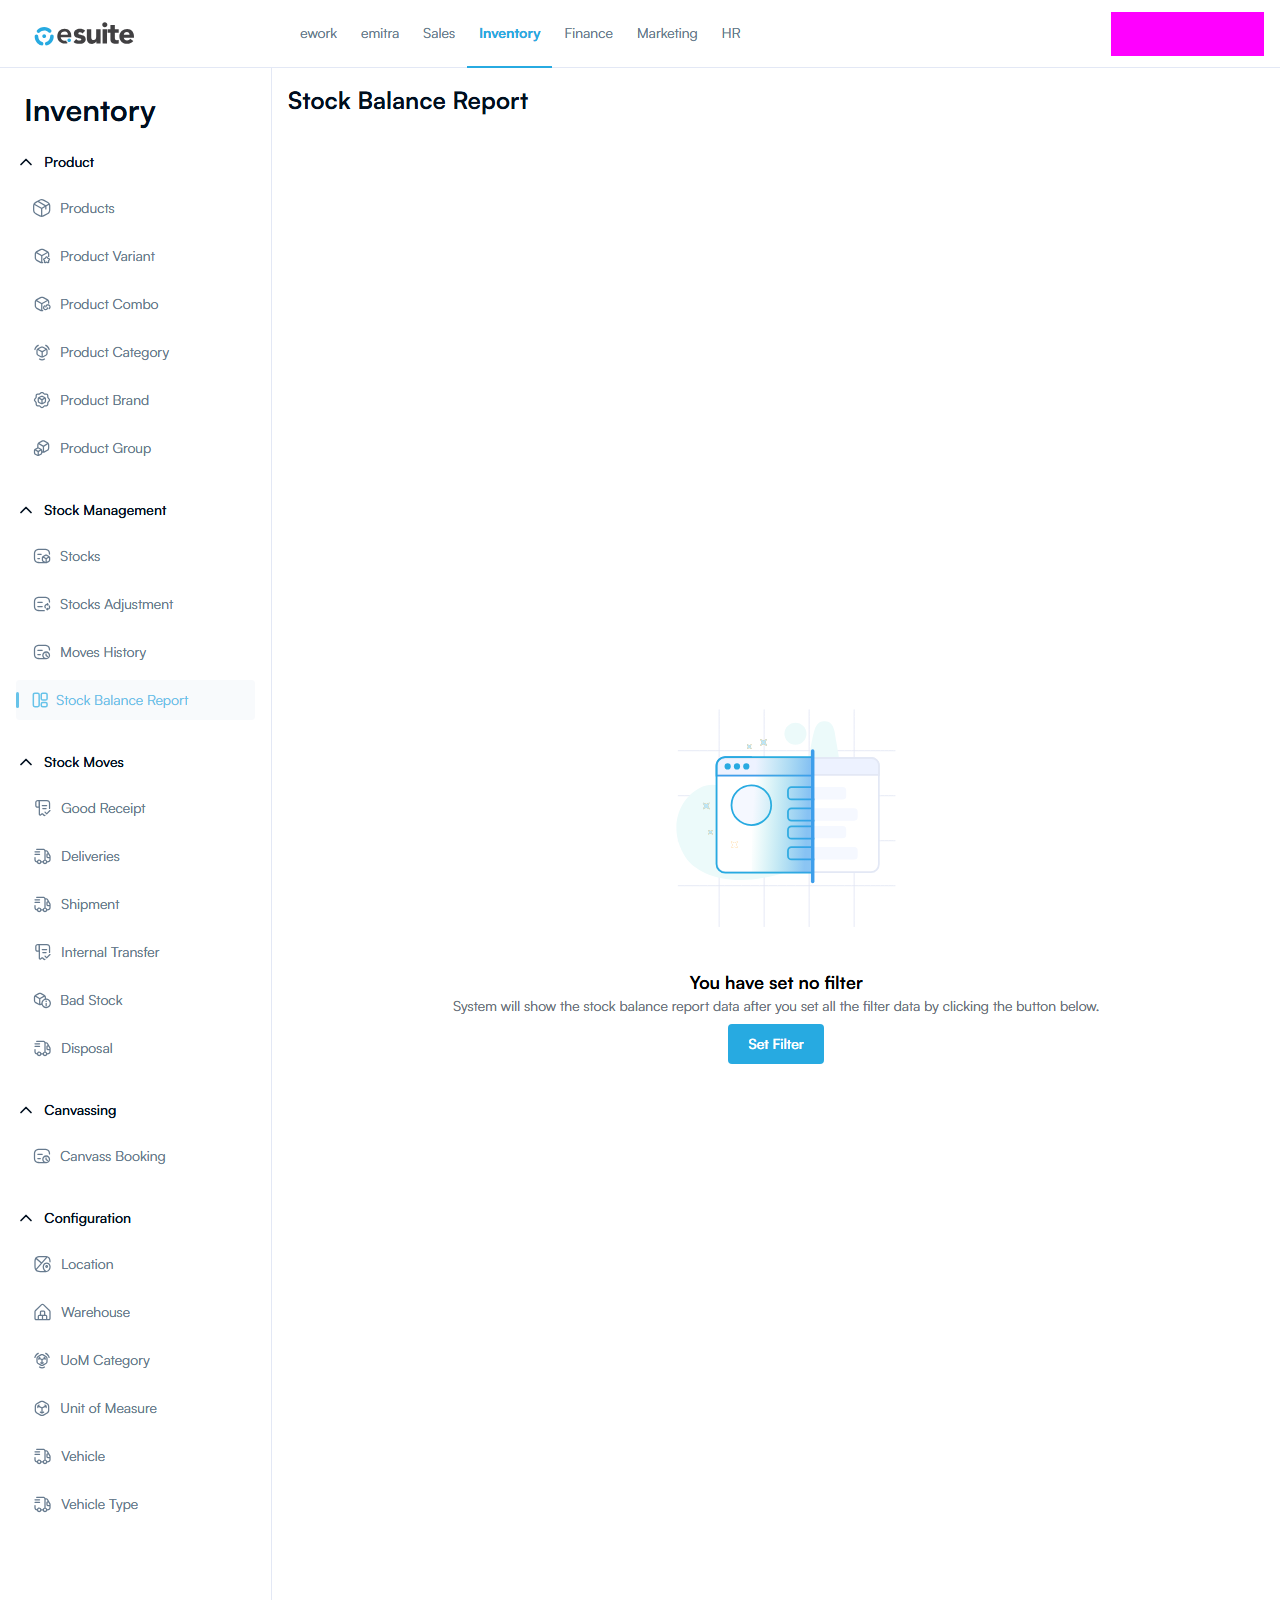 esuite
ework emitra Sales Inventory Finance Marketing HR
Inventory
Product
Products
Product Variant
Product Combo
Product Category
Product Brand
Product Group
Stock Management
Stocks
Stocks Adjustment
Moves History
Stock Balance Report
Stock Moves
Good Receipt
Deliveries
Shipment
Internal Transfer
Bad Stock
Disposal
Canvassing
Canvass Booking
Configuration
Location
Warehouse
UoM Category
Unit of Measure
Vehicle
Vehicle Type
Stock Balance Report
You have set no filter
System will show the stock balance report data after you set all the filter data by clicking the button below.
Set Filter